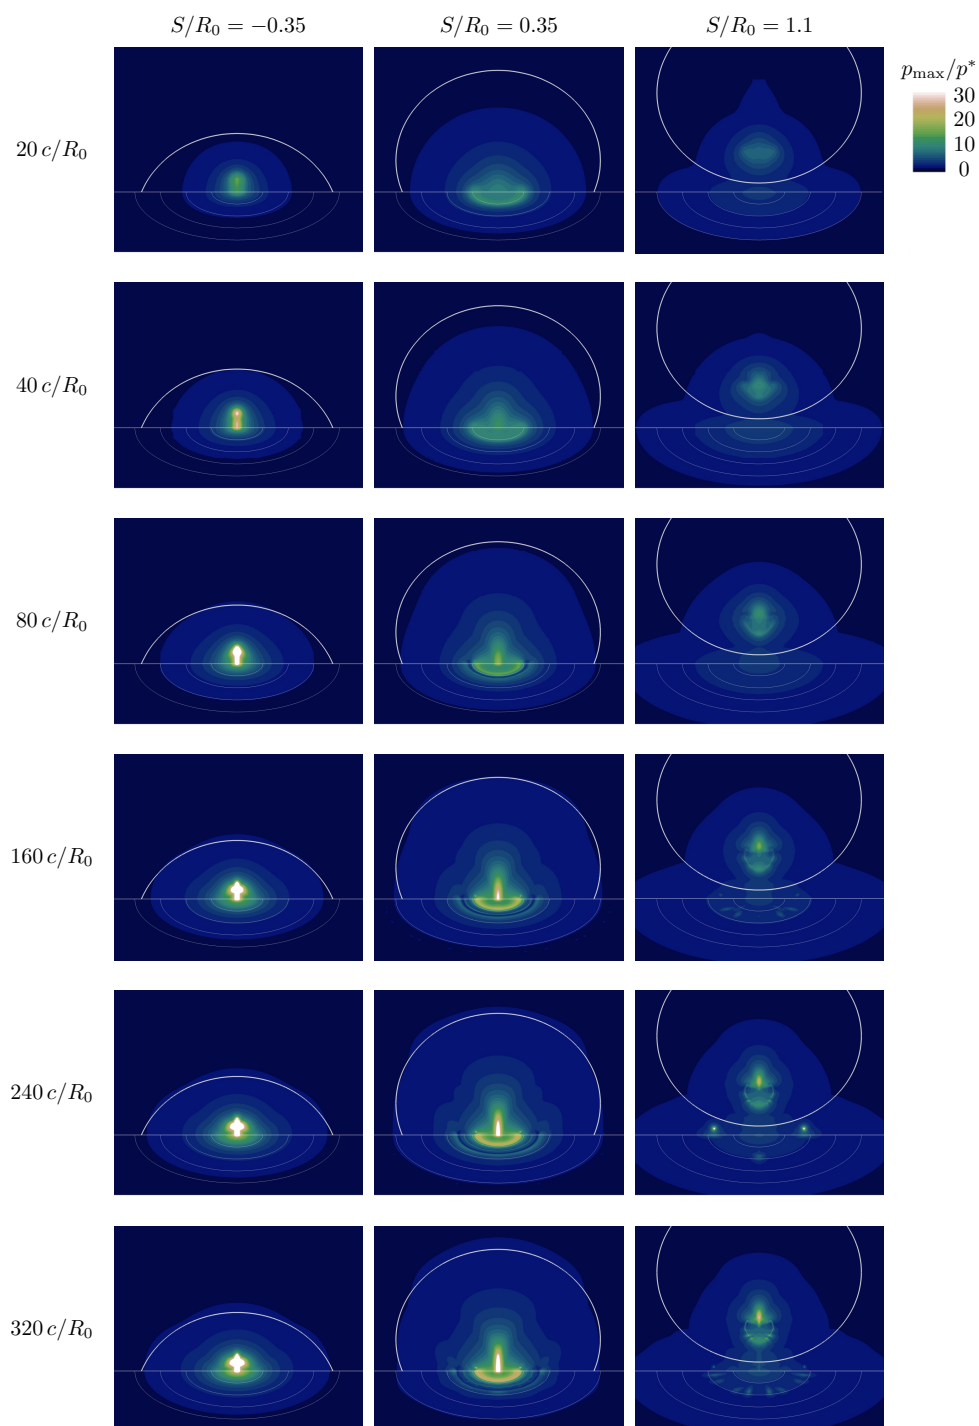 S/R₀ = −0.35
S/R₀ = 0.35
S/R₀ = 1.1
p_max/p*
30
20
10
0
20 c/R₀
40 c/R₀
80 c/R₀
160 c/R₀
240 c/R₀
320 c/R₀